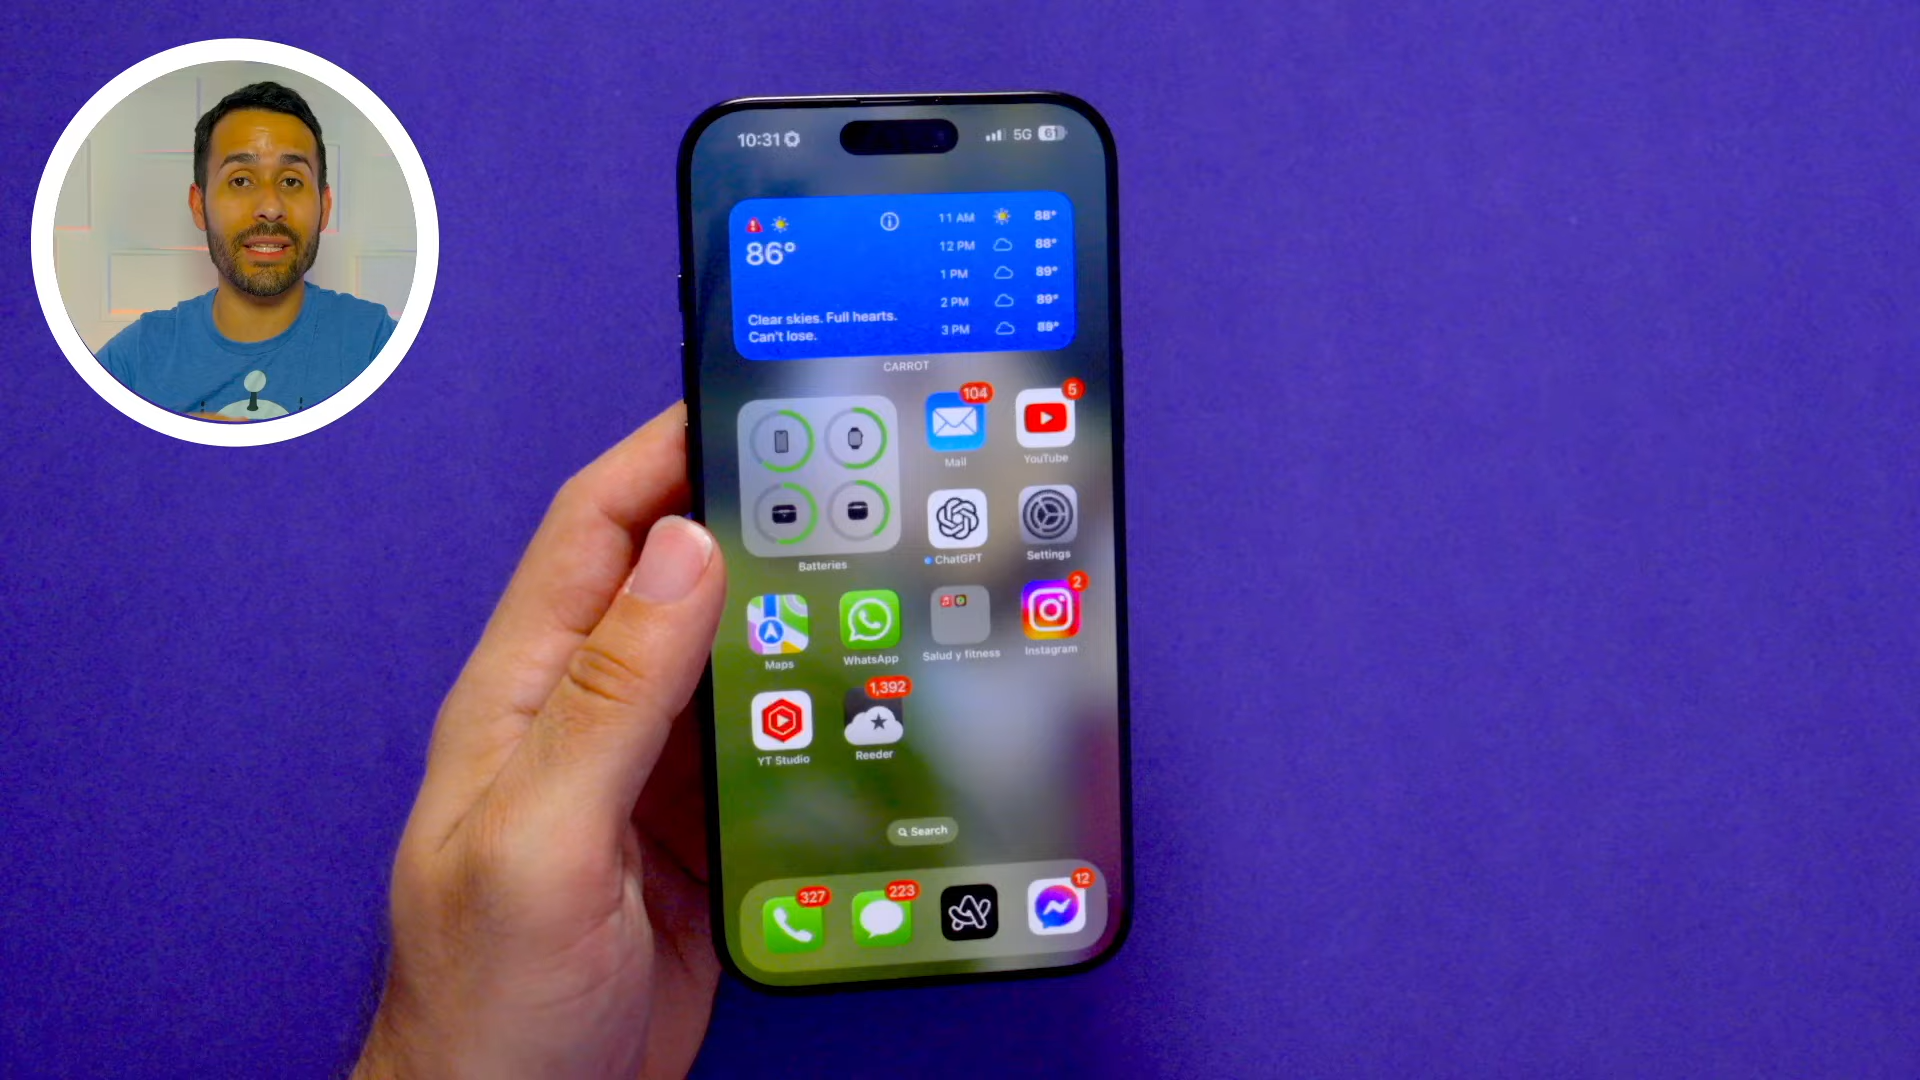 10:31
5G 61
86°
Clear skies. Full hearts.
Can't lose.
11 AM 88°
12 PM 88°
1 PM 89°
2 PM 89°
3 PM 89°
CARROT
104
5
Mail
YouTube
Batteries
ChatGPT
Settings
2
Maps
WhatsApp
Salud y fitness
Instagram
1,392
YT Studio
Reeder
Search
327
223
12